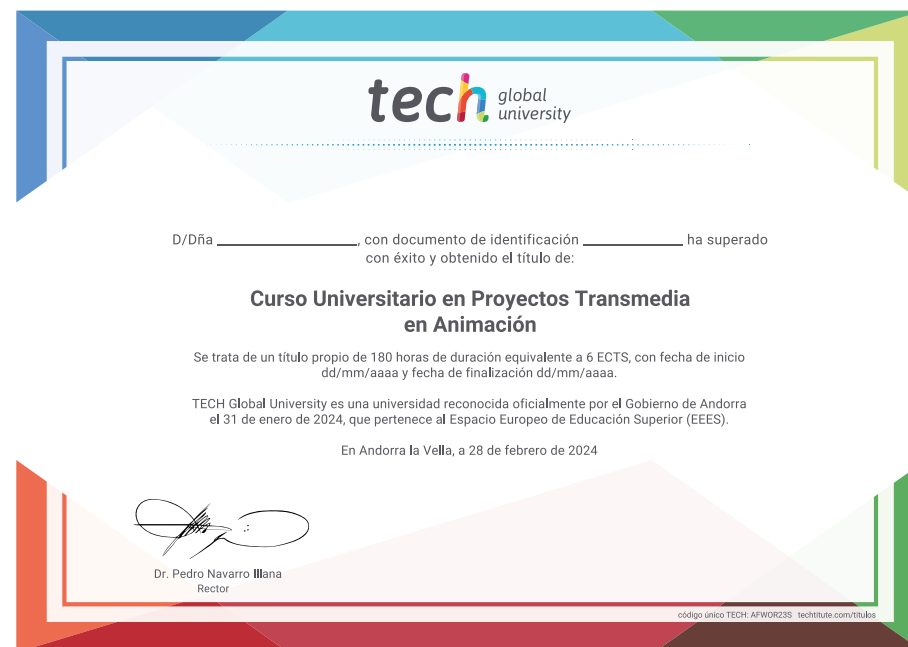 tech global university
D/Dña ____________, con documento de identificación ____________ ha superado
con éxito y obtenido el título de:
Curso Universitario en Proyectos Transmedia
en Animación
Se trata de un título propio de 180 horas de duración equivalente a 6 ECTS, con fecha de inicio
dd/mm/aaaa y fecha de finalización dd/mm/aaaa.
TECH Global University es una universidad reconocida oficialmente por el Gobierno de Andorra
el 31 de enero de 2024, que pertenece al Espacio Europeo de Educación Superior (EEES).
En Andorra la Vella, a 28 de febrero de 2024
Dr. Pedro Navarro Illana
Rector
código único TECH: AFWOR23S techtitute.com/titulos